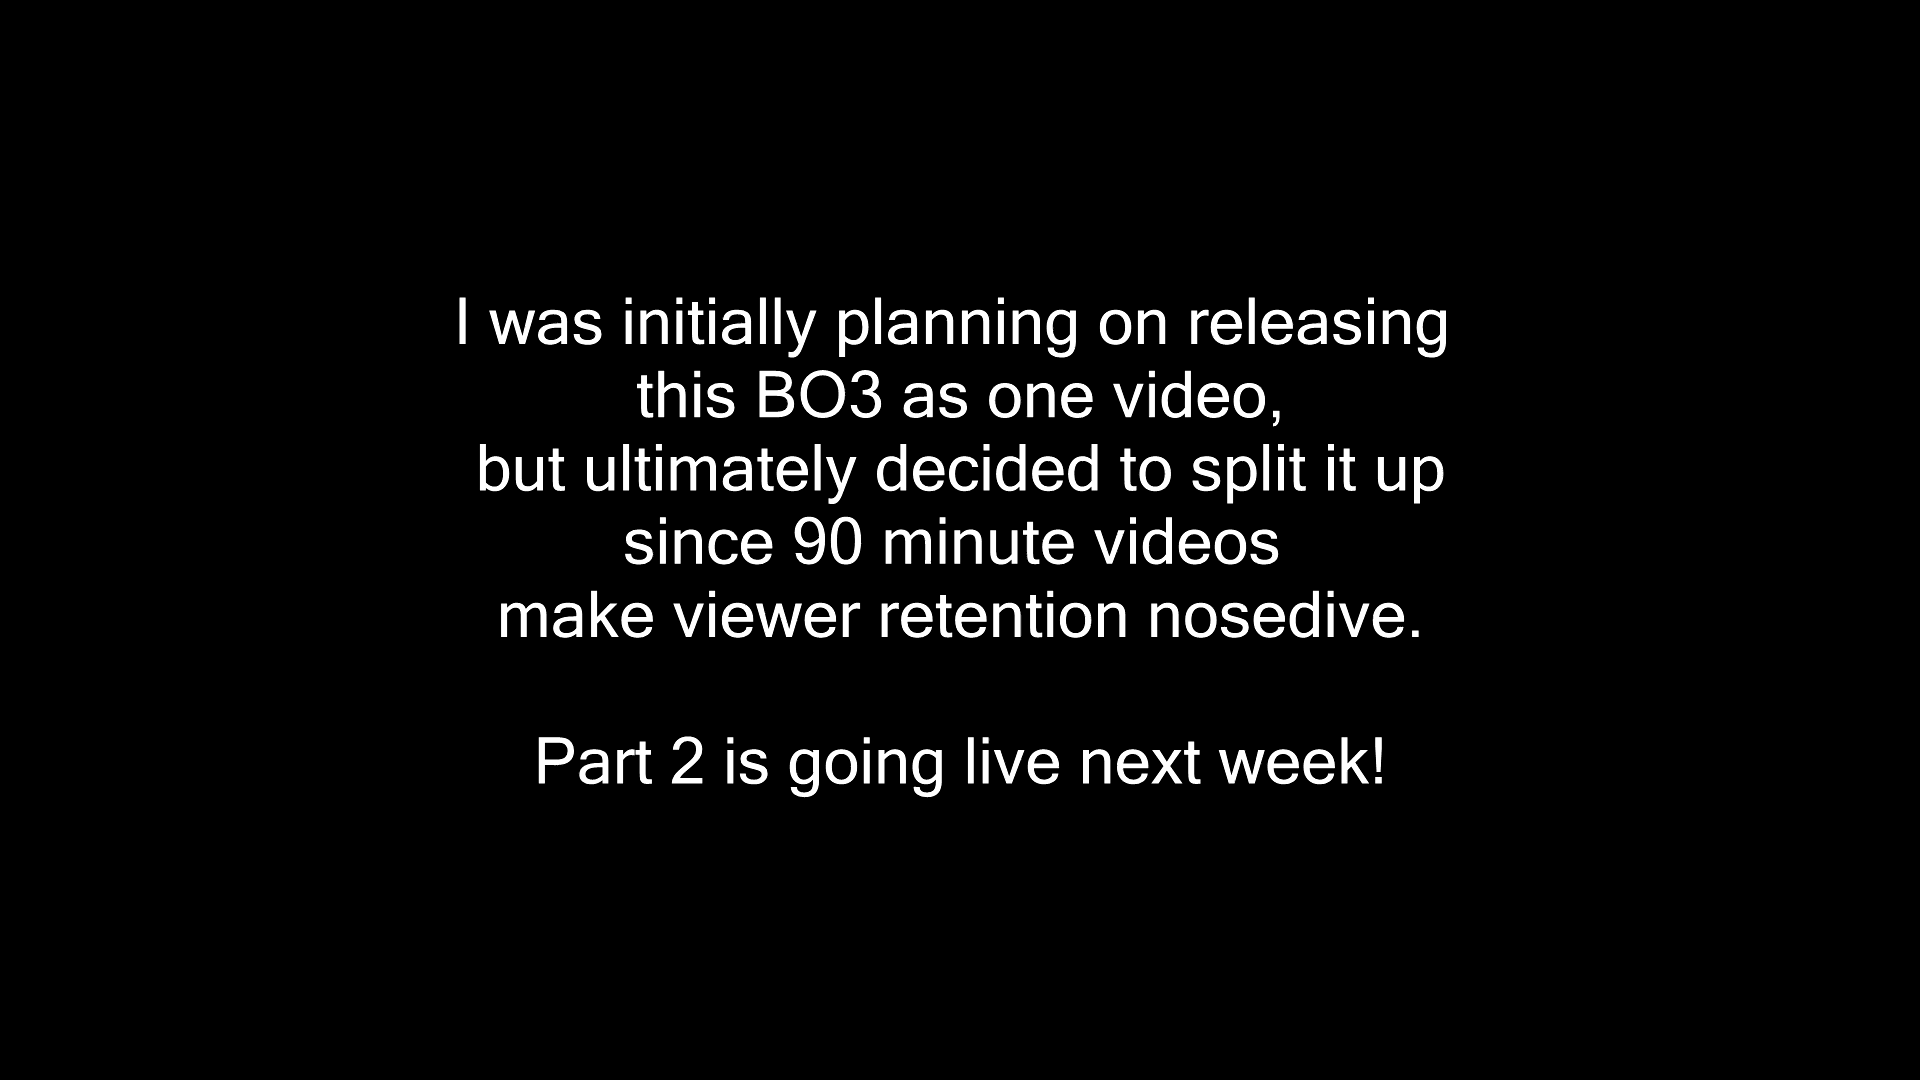 I was initially planning on releasing
this BO3 as one video,
but ultimately decided to split it up
since 90 minute videos
make viewer retention nosedive.
Part 2 is going live next week!